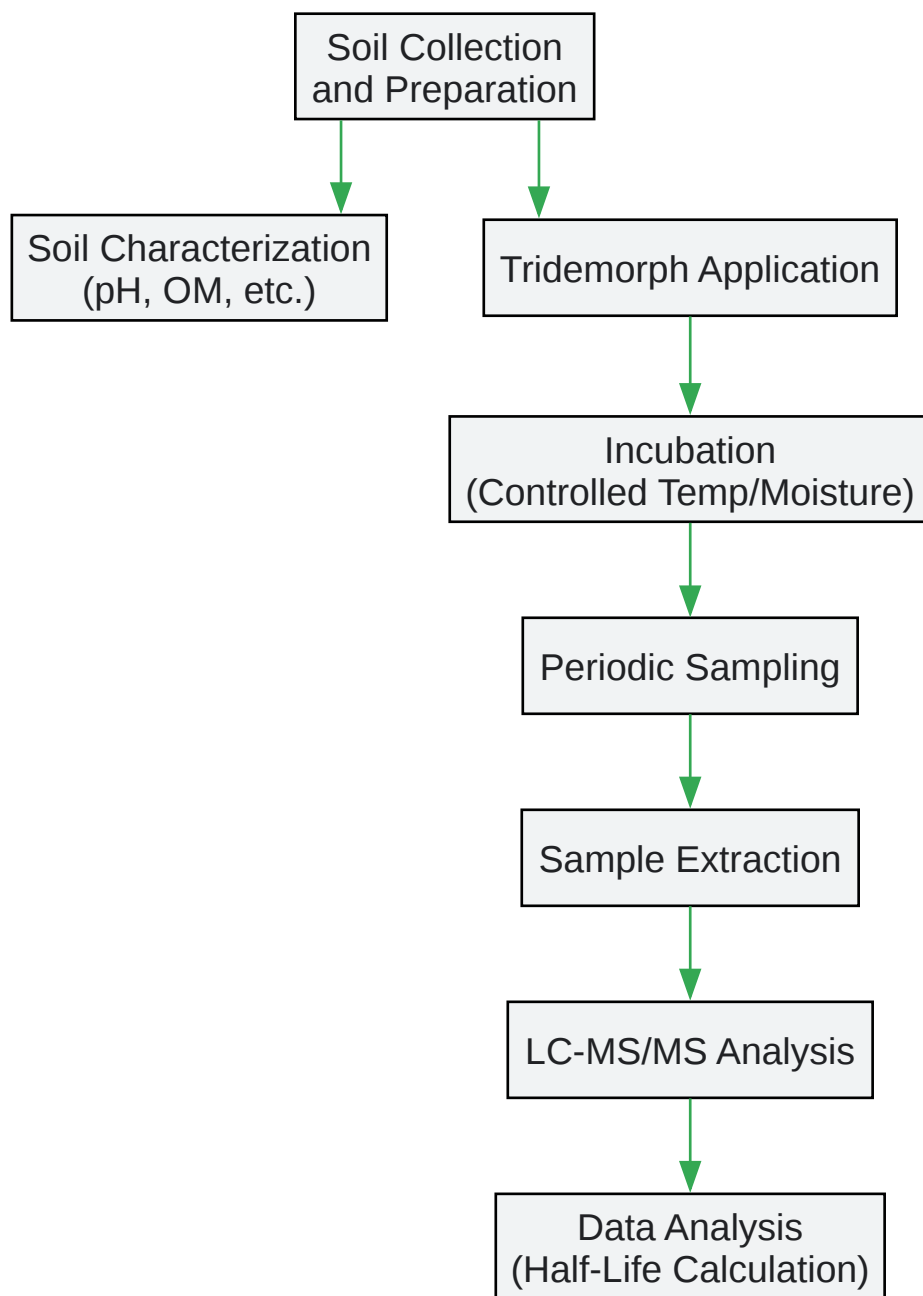 Soil Collection
and Preparation
Soil Characterization
(pH, OM, etc.)
Tridemorph Application
Incubation
(Controlled Temp/Moisture)
Periodic Sampling
Sample Extraction
LC-MS/MS Analysis
Data Analysis
(Half-Life Calculation)